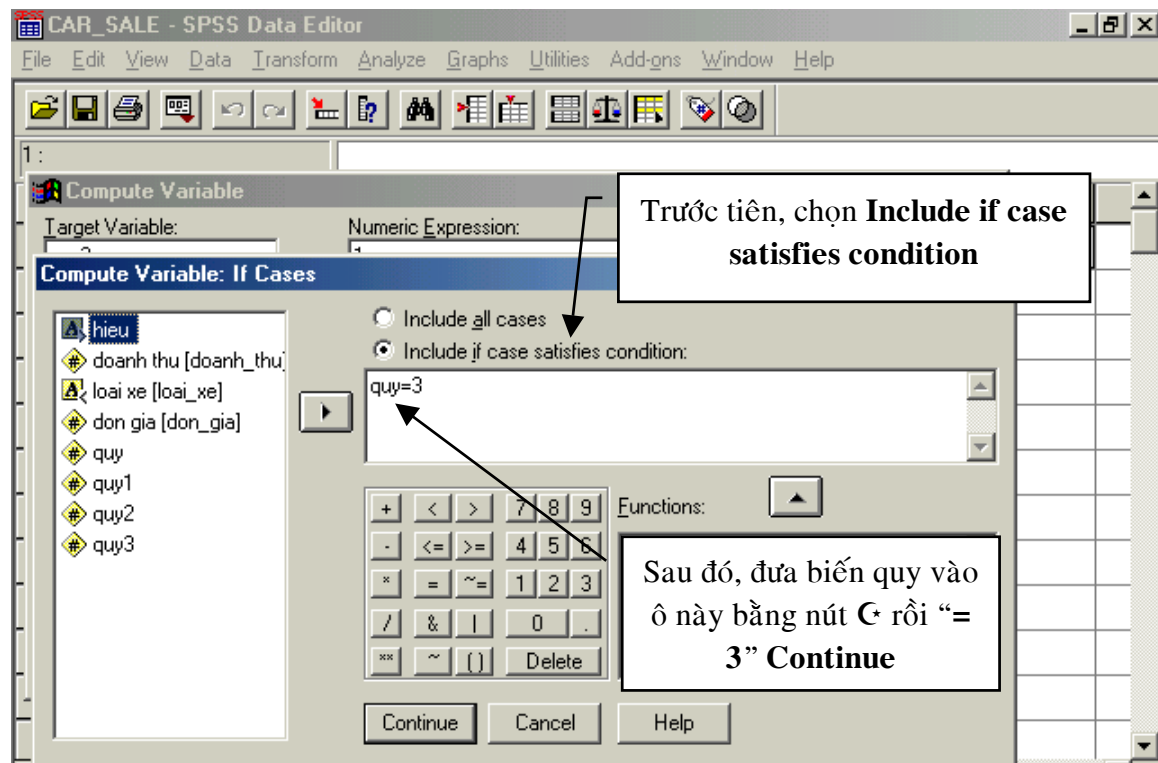 CAR_SALE - SPSS Data Editor
File Edit View Data Transform Analyze Graphs Utilities Add-ons Window Help
1 :
Compute Variable
Target Variable:
Numeric Expression:
Trước tiên, chọn Include if case
satisfies condition
Compute Variable: If Cases
hieu
doanh thu [doanh_thu]
loai xe [loai_xe]
don gia [don_gia]
quy
quy1
quy2
quy3
Include all cases
Include if case satisfies condition:
quy=3
+ < > 7 8 9
- <= >= 4 5 6
* = ~= 1 2 3
/ & | 0 .
** ~ () Delete
Functions:
Sau đó, đưa biến quy vào
ô này bằng nút ☪ rồi “=
3” Continue
Continue Cancel Help